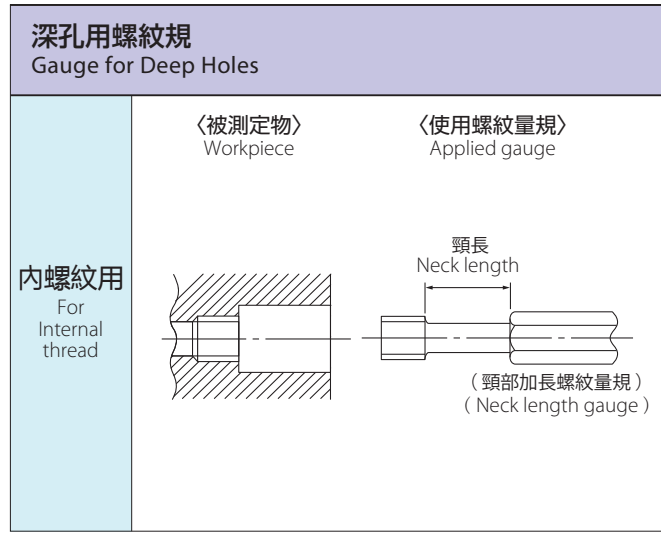 深孔用螺紋規
Gauge for Deep Holes
內螺紋用
For
Internal
thread
〈被測定物〉
Workpiece
〈使用螺紋量規〉
Applied gauge
頸長
Neck length
（頸部加長螺紋量規）
( Neck length gauge )